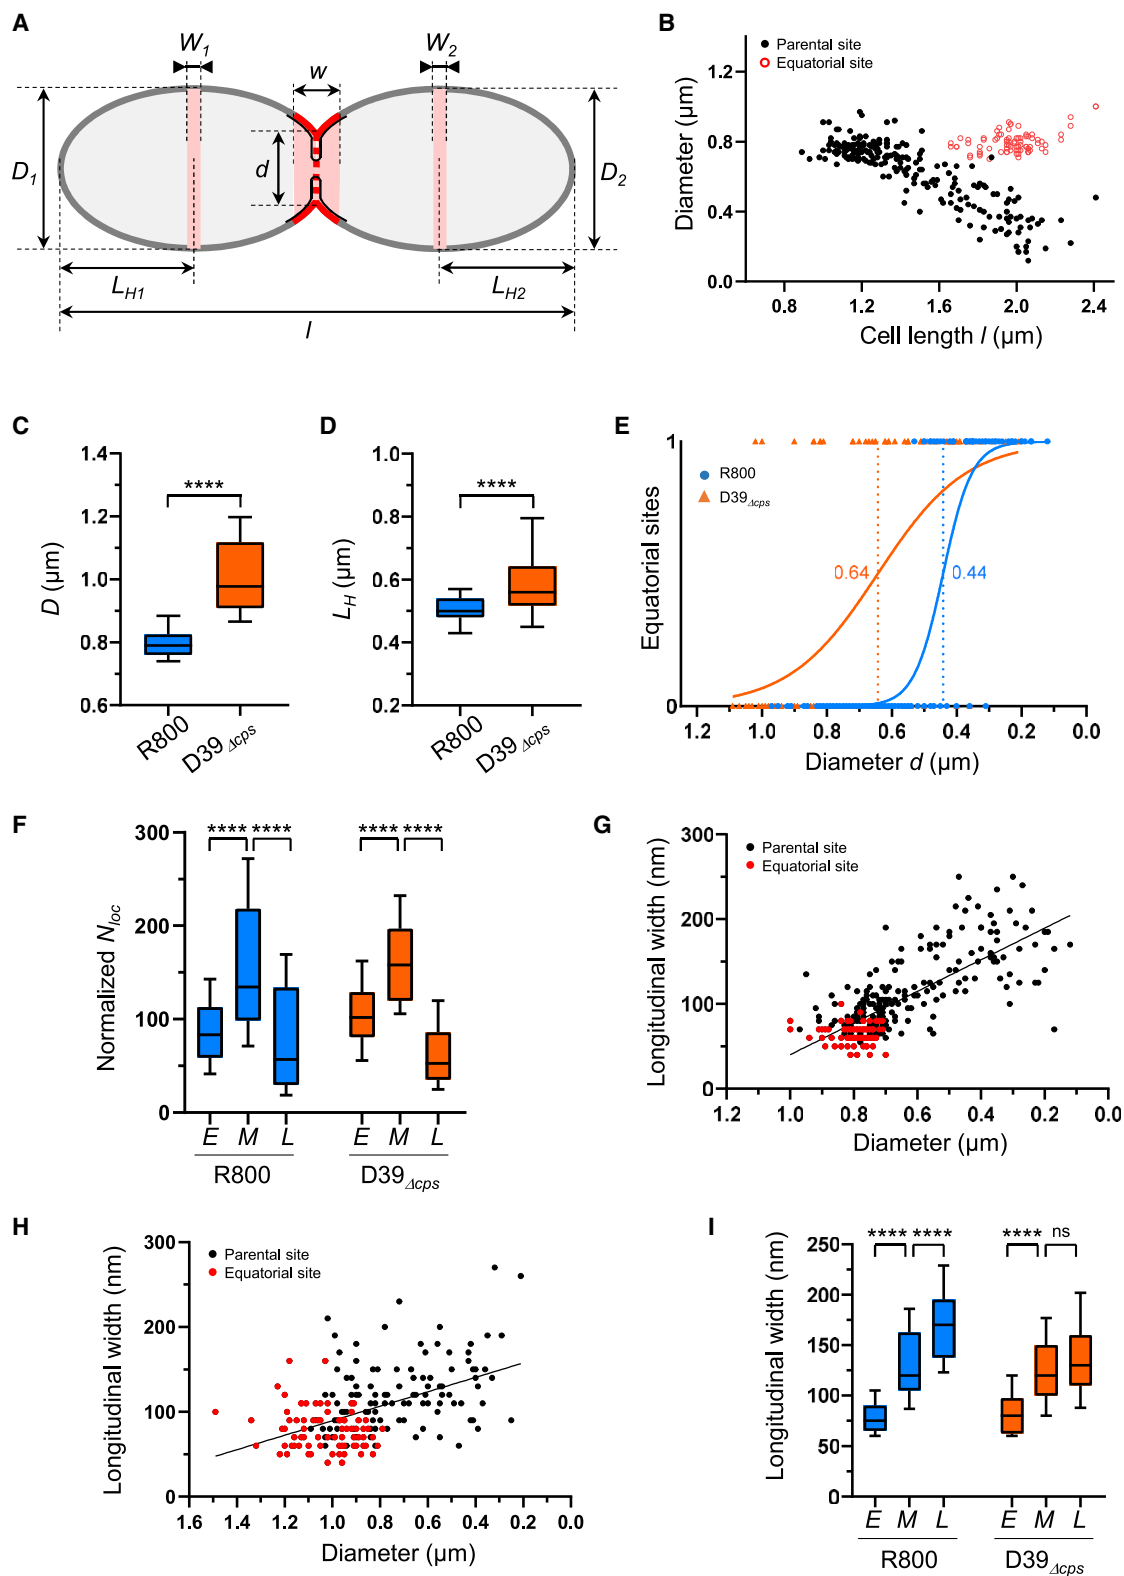 A
W1
W2
w
D1
d
D2
LH1
LH2
l
B
Parental site
Equatorial site
Diameter (µm)
1.2
0.8
0.4
0.0
0.8 1.2 1.6 2.0 2.4
Cell length l (µm)
C
D (µm)
1.4
1.2
1.0
0.8
0.6
****
R800
D39Δcps
D
LH (µm)
1.0
0.8
0.6
0.4
0.2
****
R800
D39Δcps
E
Equatorial sites
1
0
R800
D39Δcps
0.64
0.44
1.2 1.0 0.8 0.6 0.4 0.2 0.0
Diameter d (µm)
F
Normalized Nloc
300
200
100
0
**** ****
**** ****
E M L
E M L
R800
D39Δcps
G
Parental site
Equatorial site
Longitudinal width (nm)
300
200
100
0
1.2 1.0 0.8 0.6 0.4 0.2 0.0
Diameter (µm)
H
Parental site
Equatorial site
Longitudinal width (nm)
300
200
100
50
0
1.6 1.4 1.2 1.0 0.8 0.6 0.4 0.2 0.0
Diameter (µm)
I
Longitudinal width (nm)
250
200
150
100
50
0
**** ****
**** ns
E M L
E M L
R800
D39Δcps